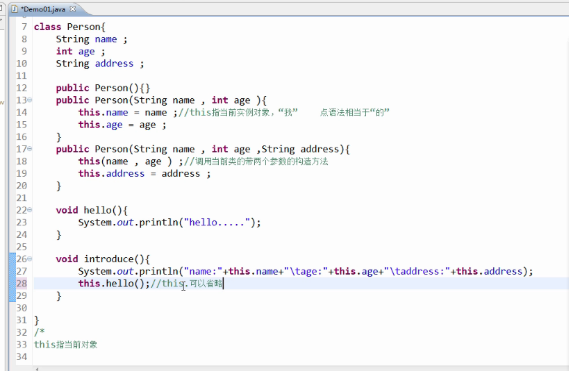 *Demo01.java
7 class Person{
8 String name ;
9 int age ;
10 String address ;
11
12 public Person(){}
13 public Person(String name , int age ){
14 this.name = name ;//this指当前实例对象，“我” 点语法相当于“的”
15 this.age = age ;
16 }
17 public Person(String name , int age ,String address){
18 this(name , age ) ;//调用当前类的带两个参数的构造方法
19 this.address = address ;
20 }
21
22 void hello(){
23 System.out.println("hello.....");
24 }
25
26 void introduce(){
27 System.out.println("name:"+this.name+"\tage:"+this.age+"\taddress:"+this.address);
28 this.hello();//this.可以省略
29 }
30
31 }
32 /*
33 this指当前对象
34